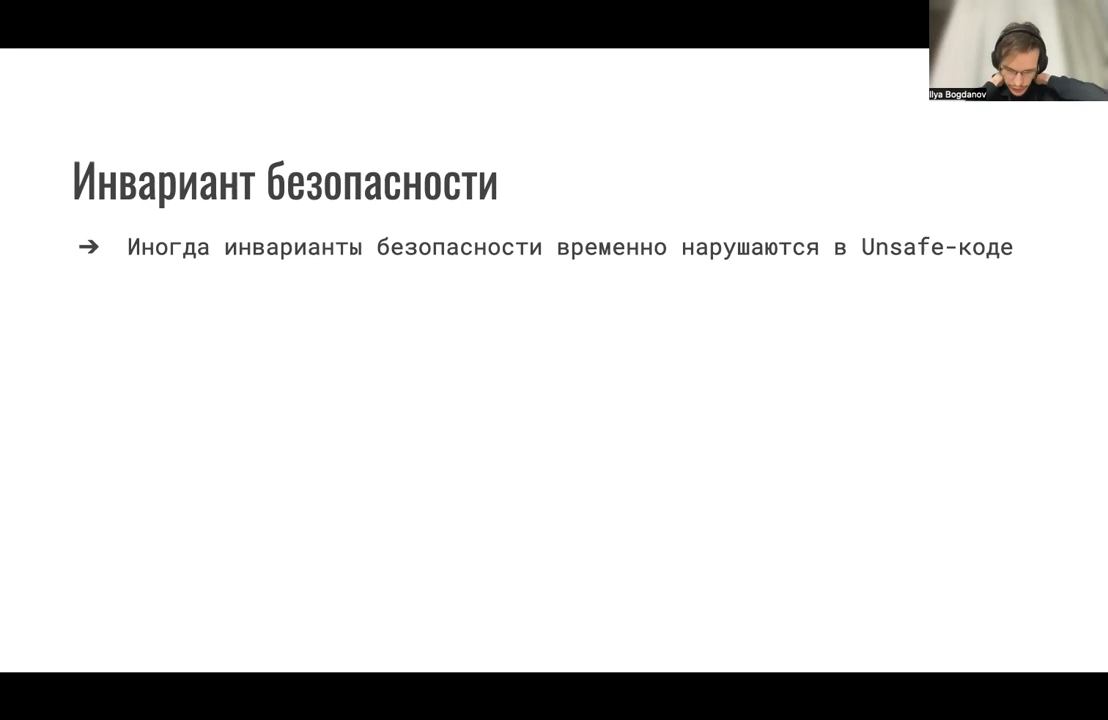 Ilya Bogdanov
Инвариант безопасности
➔ Иногда инварианты безопасности временно нарушаются в Unsafe-коде